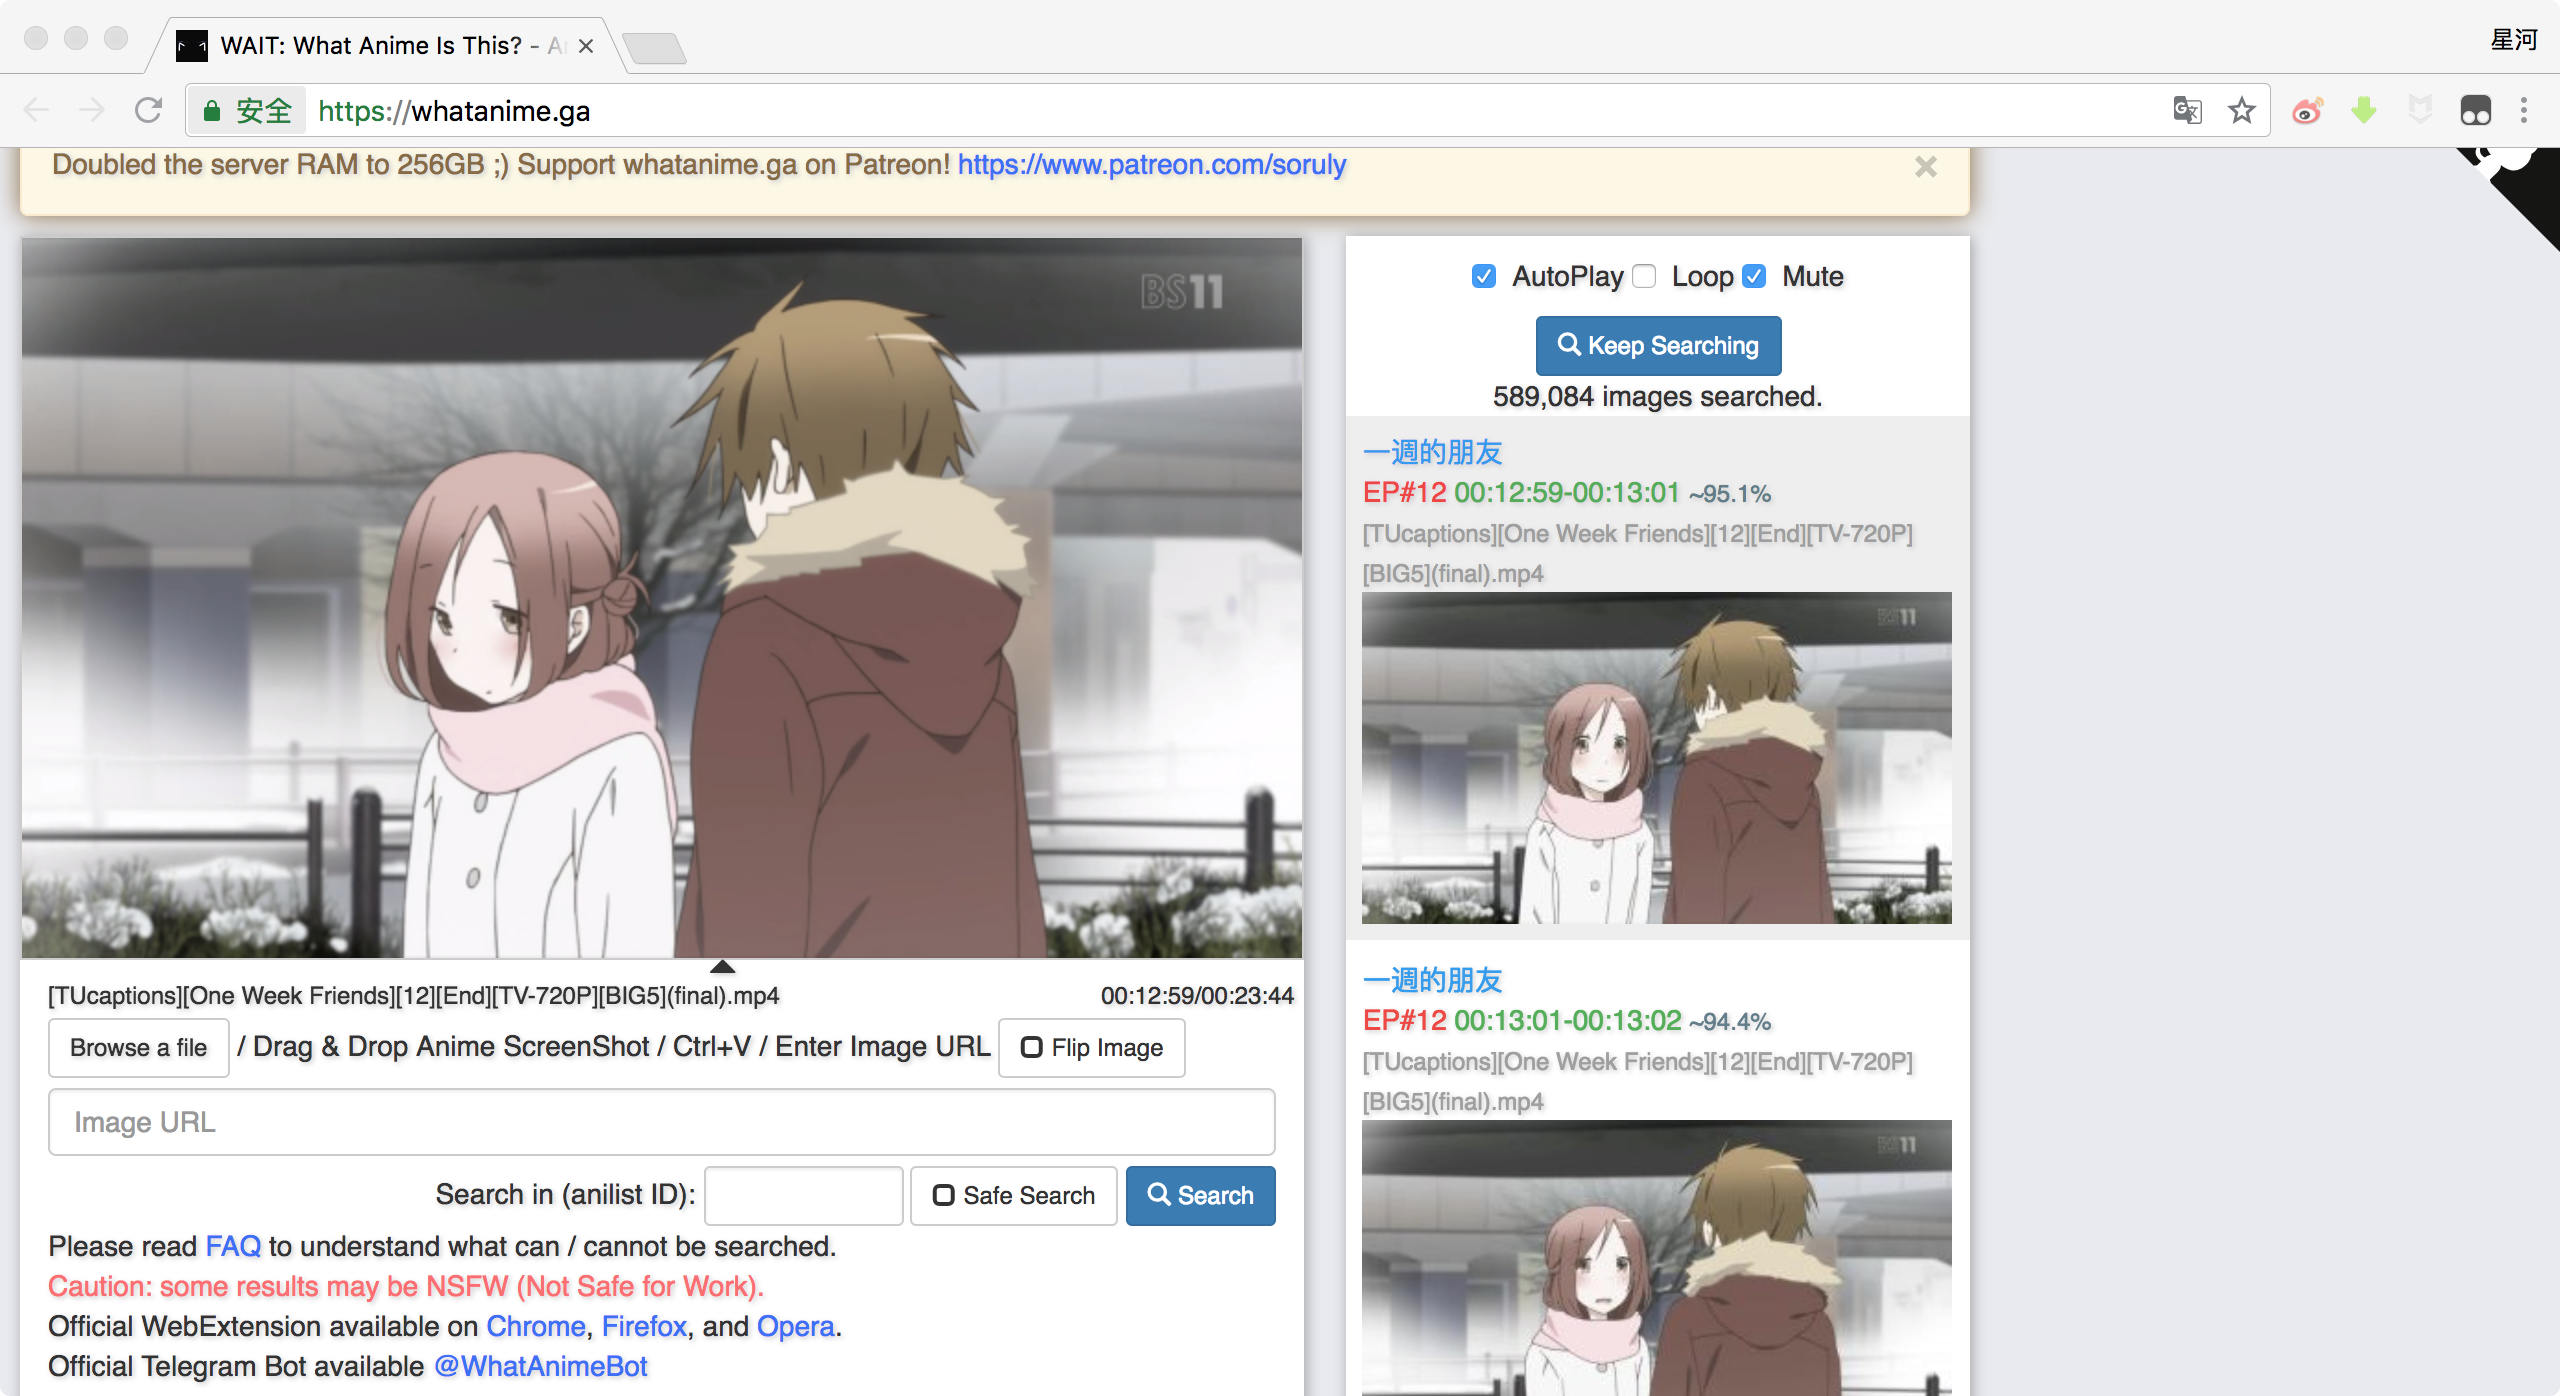 WAIT: What Anime Is This? - A
星河
安全 https://whatanime.ga
Doubled the server RAM to 256GB ;) Support whatanime.ga on Patreon! https://www.patreon.com/soruly
×
BS11
[TUcaptions][One Week Friends][12][End][TV-720P][BIG5](final).mp4 00:12:59/00:23:44
Browse a file / Drag & Drop Anime ScreenShot / Ctrl+V / Enter Image URL Flip Image
Image URL
Search in (anilist ID): Safe Search Search
Please read FAQ to understand what can / cannot be searched.
Caution: some results may be NSFW (Not Safe for Work).
Official WebExtension available on Chrome, Firefox, and Opera.
Official Telegram Bot available @WhatAnimeBot
AutoPlay Loop Mute
Keep Searching
589,084 images searched.
一週的朋友
EP#12 00:12:59-00:13:01 ~95.1%
[TUcaptions][One Week Friends][12][End][TV-720P]
[BIG5](final).mp4
BS11
一週的朋友
EP#12 00:13:01-00:13:02 ~94.4%
[TUcaptions][One Week Friends][12][End][TV-720P]
[BIG5](final).mp4
BS11